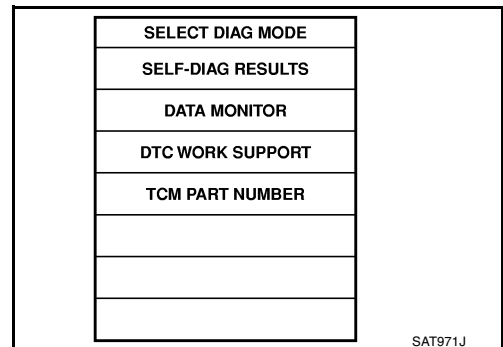 SELECT DIAG MODE
SELF-DIAG RESULTS
DATA MONITOR
DTC WORK SUPPORT
TCM PART NUMBER
SAT971J